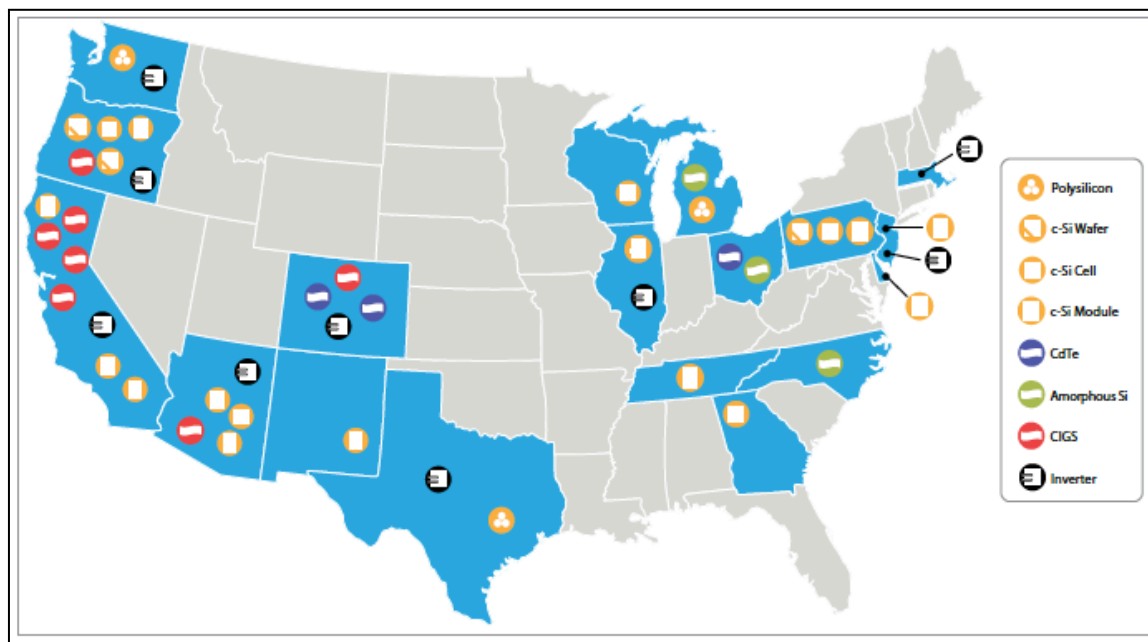 Polysilicon
c-Si Wafer
c-Si Cell
c-Si Module
CdTe
Amorphous Si
CIGS
Inverter